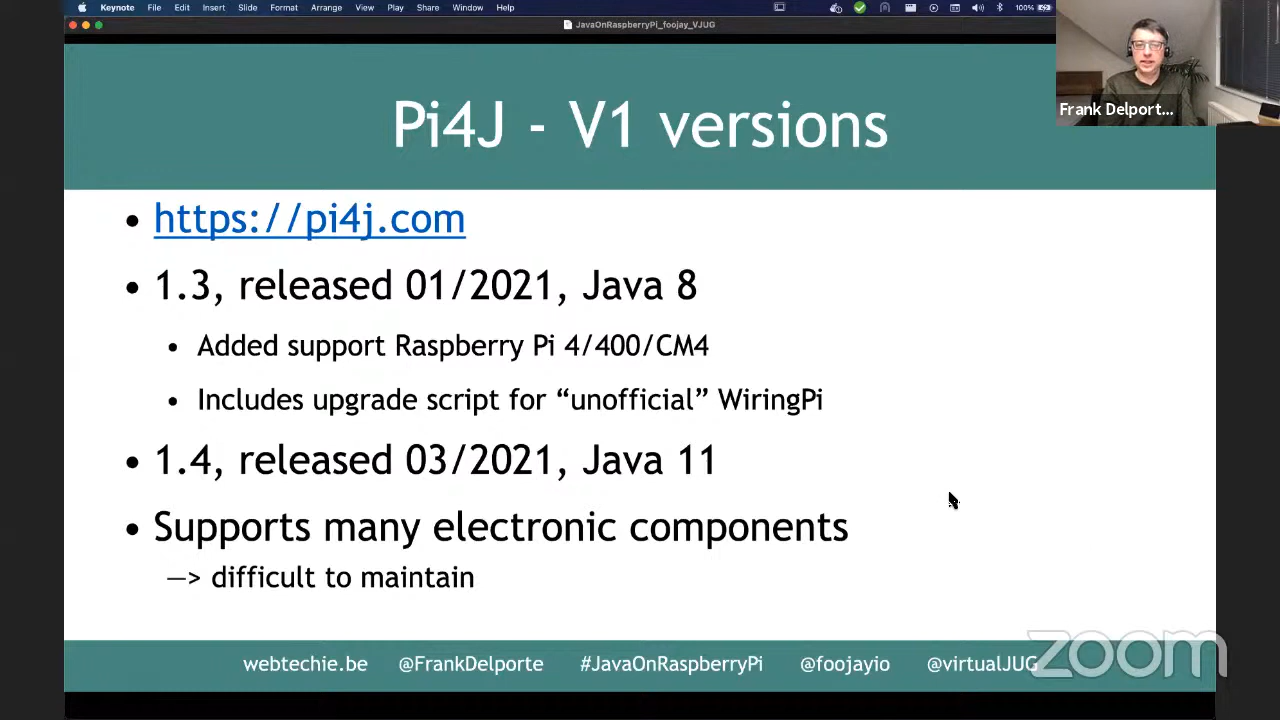 Keynote File Edit Insert Slide Format Arrange View Play Share Window Help 100%
JavaOnRaspberryPi_foojay_VJUG
Frank Delport...
Pi4J - V1 versions
• https://pi4j.com
• 1.3, released 01/2021, Java 8
• Added support Raspberry Pi 4/400/CM4
• Includes upgrade script for “unofficial” WiringPi
• 1.4, released 03/2021, Java 11
• Supports many electronic components
—> difficult to maintain
webtechie.be @FrankDelporte #JavaOnRaspberryPi @foojayio @virtualJUG
zoom